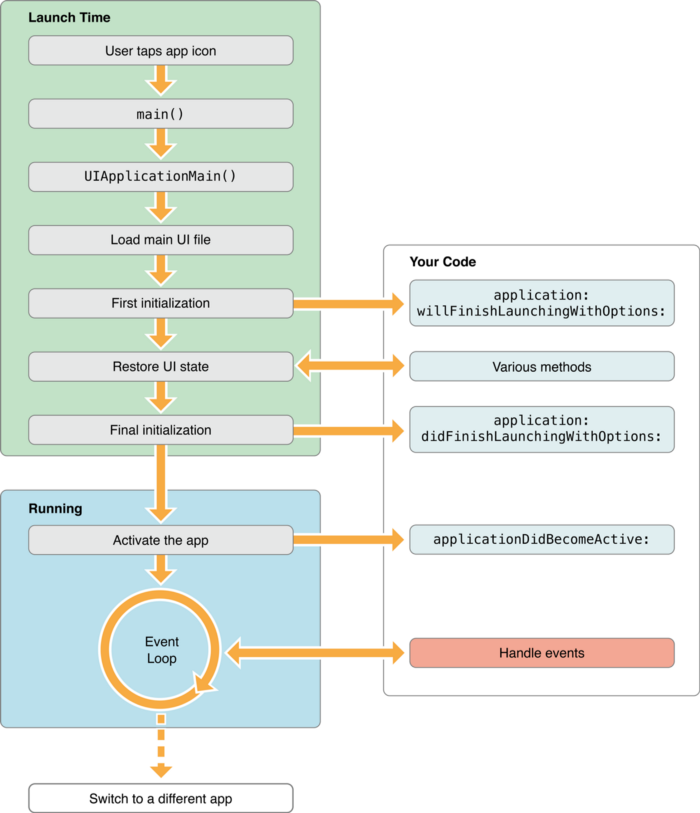 Launch Time
User taps app icon
main()
UIApplicationMain()
Load main UI file
First initialization
Restore UI state
Final initialization
Running
Activate the app
Event
Loop
Switch to a different app
Your Code
application:
willFinishLaunchingWithOptions:
Various methods
application:
didFinishLaunchingWithOptions:
applicationDidBecomeActive:
Handle events